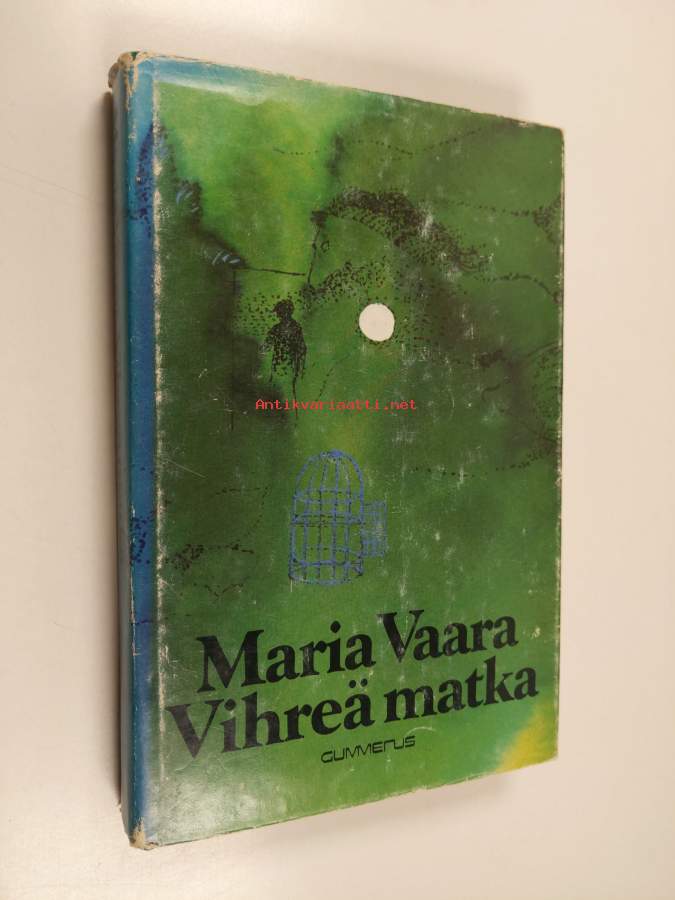 Antikvariaatti.net
Maria Vaara
Vihreä matka
GUMMERUS